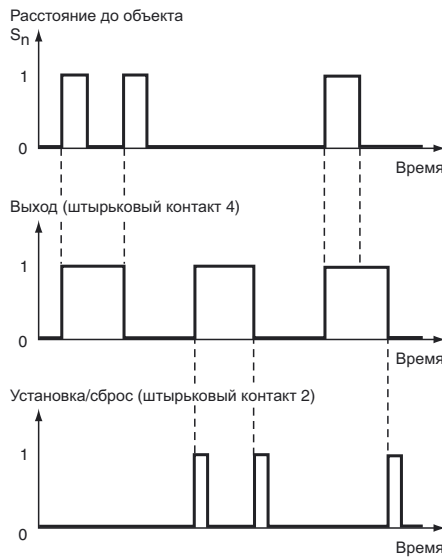 Расстояние до объекта
Sn
1
0
Время
Выход (штырьковый контакт 4)
1
0
Время
Установка/сброс (штырьковый контакт 2)
1
0
Время